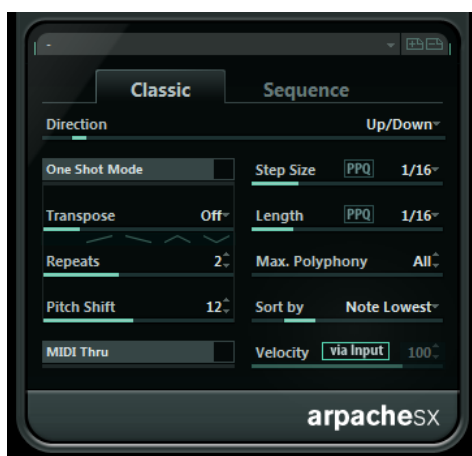 -
Classic Sequence
Direction Up/Down
One Shot Mode Step Size PPQ 1/16
Transpose Off Length PPQ 1/16
Repeats 2 Max. Polyphony All
Pitch Shift 12 Sort by Note Lowest
MIDI Thru Velocity via Input 100
arpacheSX